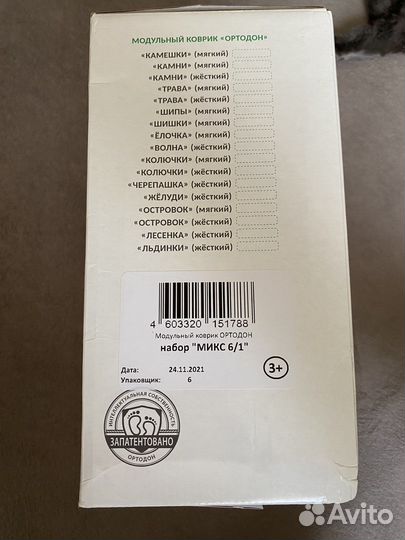 МОДУЛЬНЫЙ КОВРИК «ОРТОДОН»
«КАМЕШКИ» (мягкий)
«КАМНИ» (мягкий)
«КАМНИ» (жёсткий)
«ТРАВА» (мягкий)
«ТРАВА» (жёсткий)
«ШИПЫ» (мягкий)
«ШИШКИ» (мягкий)
«ЁЛОЧКА» (мягкий)
«ВОЛНА» (жёсткий)
«КОЛЮЧКИ» (мягкий)
«КОЛЮЧКИ» (жёсткий)
«ЧЕРЕПАШКА» (жёсткий)
«ЖЁЛУДИ» (жёсткий)
«ОСТРОВОК» (мягкий)
«ОСТРОВОК» (жёсткий)
«ЛЕСЕНКА» (жёсткий)
«ЛЬДИНКИ» (жёсткий)
4 603320 151788
Модульный коврик ОРТОДОН
набор "МИКС 6/1"
Дата: 24.11.2021
Упаковщик: 6
3+
ИНТЕЛЛЕКТУАЛЬНАЯ СОБСТВЕННОСТЬ
ЗАПАТЕНТОВАНО
ОРТОДОН
Avito